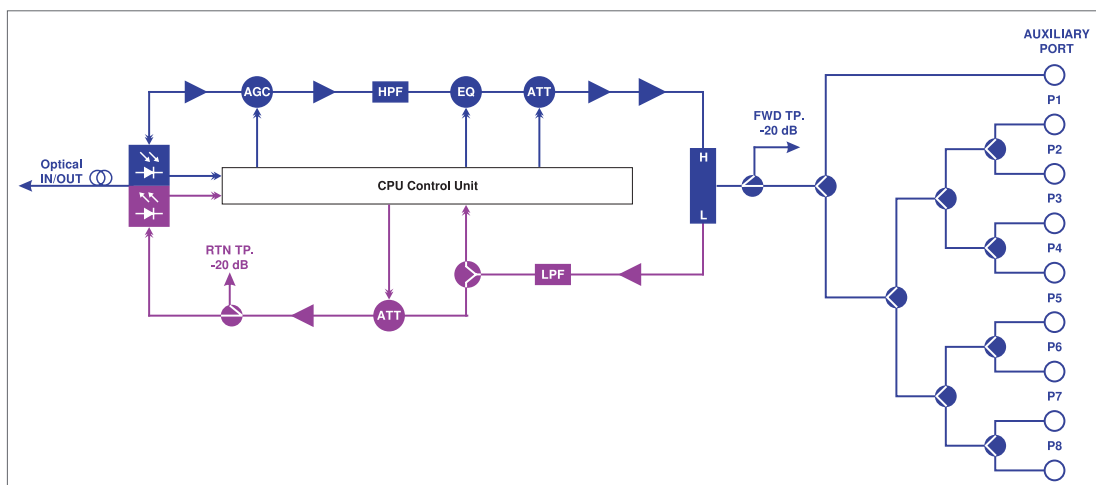 AUXILIARY
PORT
AGC
HPF
EQ
ATT
P1
FWD TP.
-20 dB
P2
H
Optical
IN/OUT
CPU Control Unit
P3
L
RTN TP.
-20 dB
P4
LPF
P5
ATT
P6
P7
P8